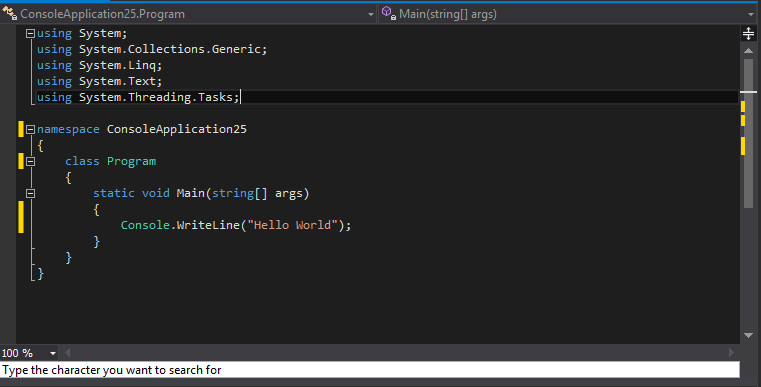 ConsoleApplication25.Program
Main(string[] args)
using System;
using System.Collections.Generic;
using System.Linq;
using System.Text;
using System.Threading.Tasks;
namespace ConsoleApplication25
{
class Program
{
static void Main(string[] args)
{
Console.WriteLine("Hello World");
}
}
}
100 %
Type the character you want to search for